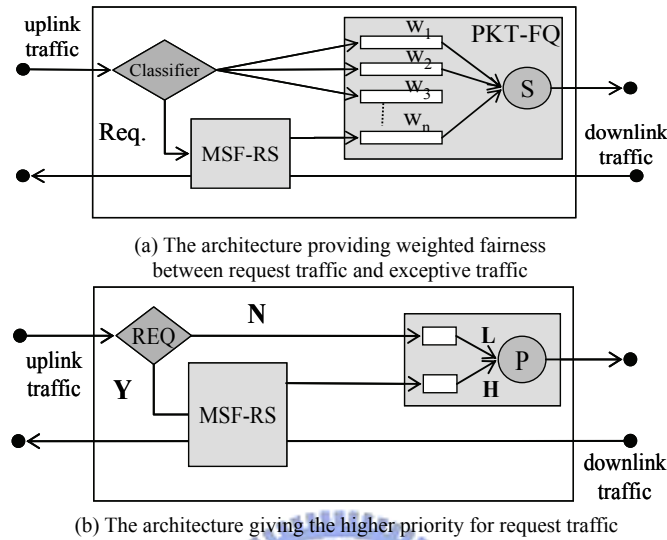 uplink
traffic
Classifier
Req.
MSF-RS
w1
w2
w3
wn
PKT-FQ
S
downlink
traffic
(a) The architecture providing weighted fairness
between request traffic and exceptive traffic
uplink
traffic
REQ
N
Y
MSF-RS
L
H
P
downlink
traffic
(b) The architecture giving the higher priority for request traffic